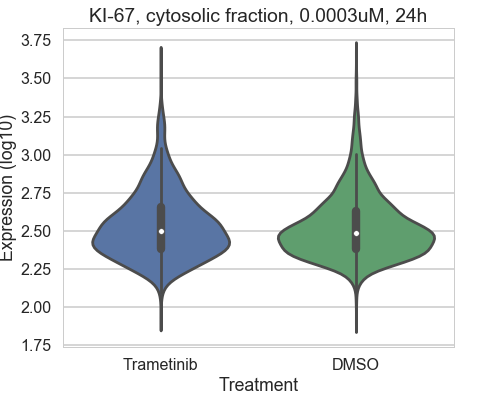 KI-67, cytosolic fraction, 0.0003uM, 24h
Expression (log10)
3.75
3.50
3.25
3.00
2.75
2.50
2.25
2.00
1.75
Trametinib
DMSO
Treatment